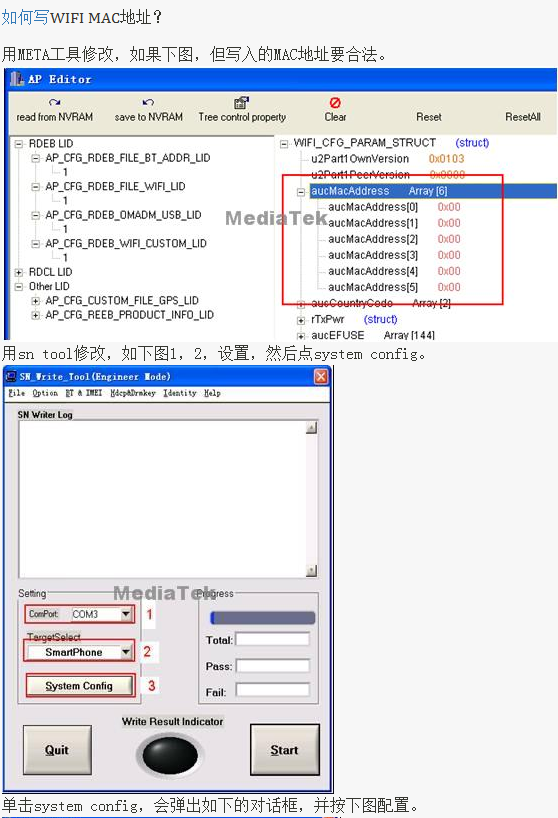 如何写WIFI MAC地址?
用META工具修改，如果下图，但写入的MAC地址要合法。
AP Editor
read from NVRAM save to NVRAM Tree control property Clear Reset ResetAll
RDEB LID
AP_CFG_RDEB_FILE_BT_ADDR_LID
1
AP_CFG_RDEB_FILE_WIFI_LID
1
AP_CFG_RDEB_OMADM_USB_LID
1
AP_CFG_RDEB_WIFI_CUSTOM_LID
1
RDCL LID
Other LID
AP_CFG_CUSTOM_FILE_GPS_LID
AP_CFG_REEB_PRODUCT_INFO_LID
WIFI_CFG_PARAM_STRUCT (struct)
u2Part1OwnVersion 0x0103
u2Part1PeerVersion 0x0000
aucMacAddress Array [6]
aucMacAddress[0] 0x00
aucMacAddress[1] 0x00
aucMacAddress[2] 0x00
aucMacAddress[3] 0x00
aucMacAddress[4] 0x00
aucMacAddress[5] 0x00
aucCountryCode Array [2]
rTxPwr (struct)
aucEFUSE Array [144]
MediaTek
用sn tool修改，如下图1，2，设置，然后点system config。
SN_Write_Tool(Engineer Mode)
File Option BT & IMEI Hdcp&Drmkey Identity Help
SN Writer Log
MediaTek
Setting
ComPort: COM3 1
TargetSelect
SmartPhone 2
System Config 3
Progress
Total:
Pass:
Fail:
Write Result Indicator
Quit
Start
单击system config，会弹出如下的对话框，并按下图配置。